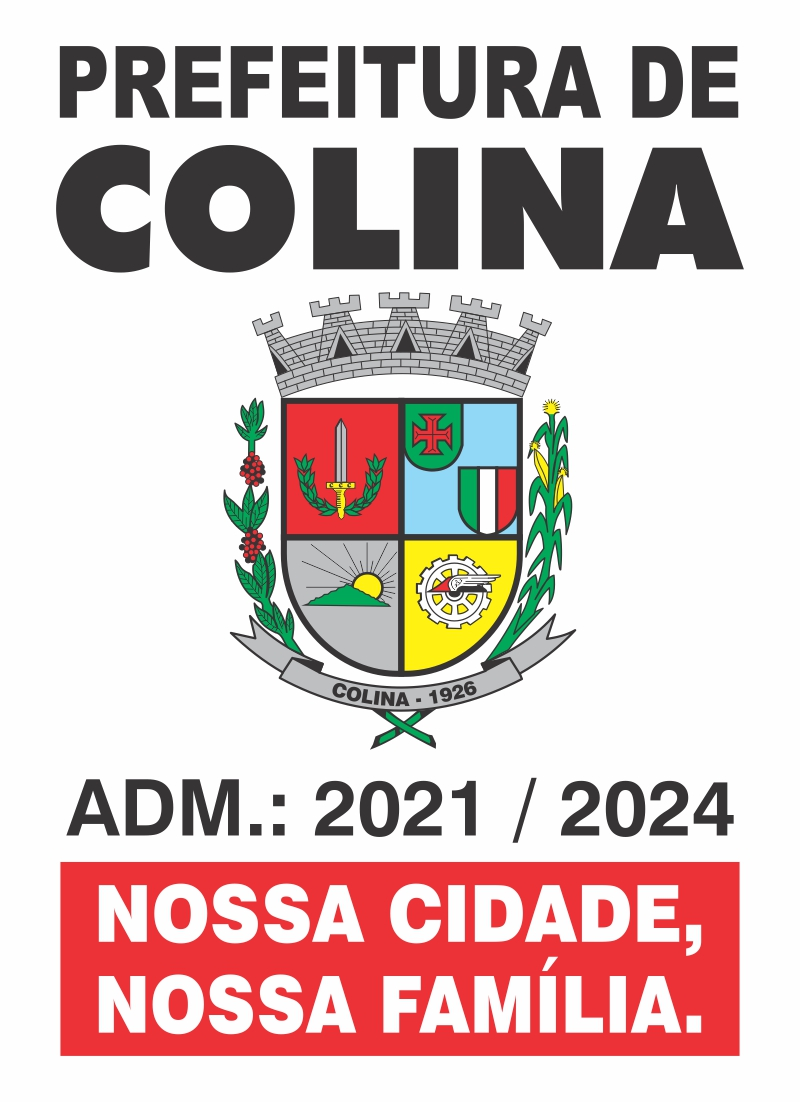 PREFEITURA DE
COLINA
COLINA - 1926
ADM.: 2021 / 2024
NOSSA CIDADE,
NOSSA FAMÍLIA.